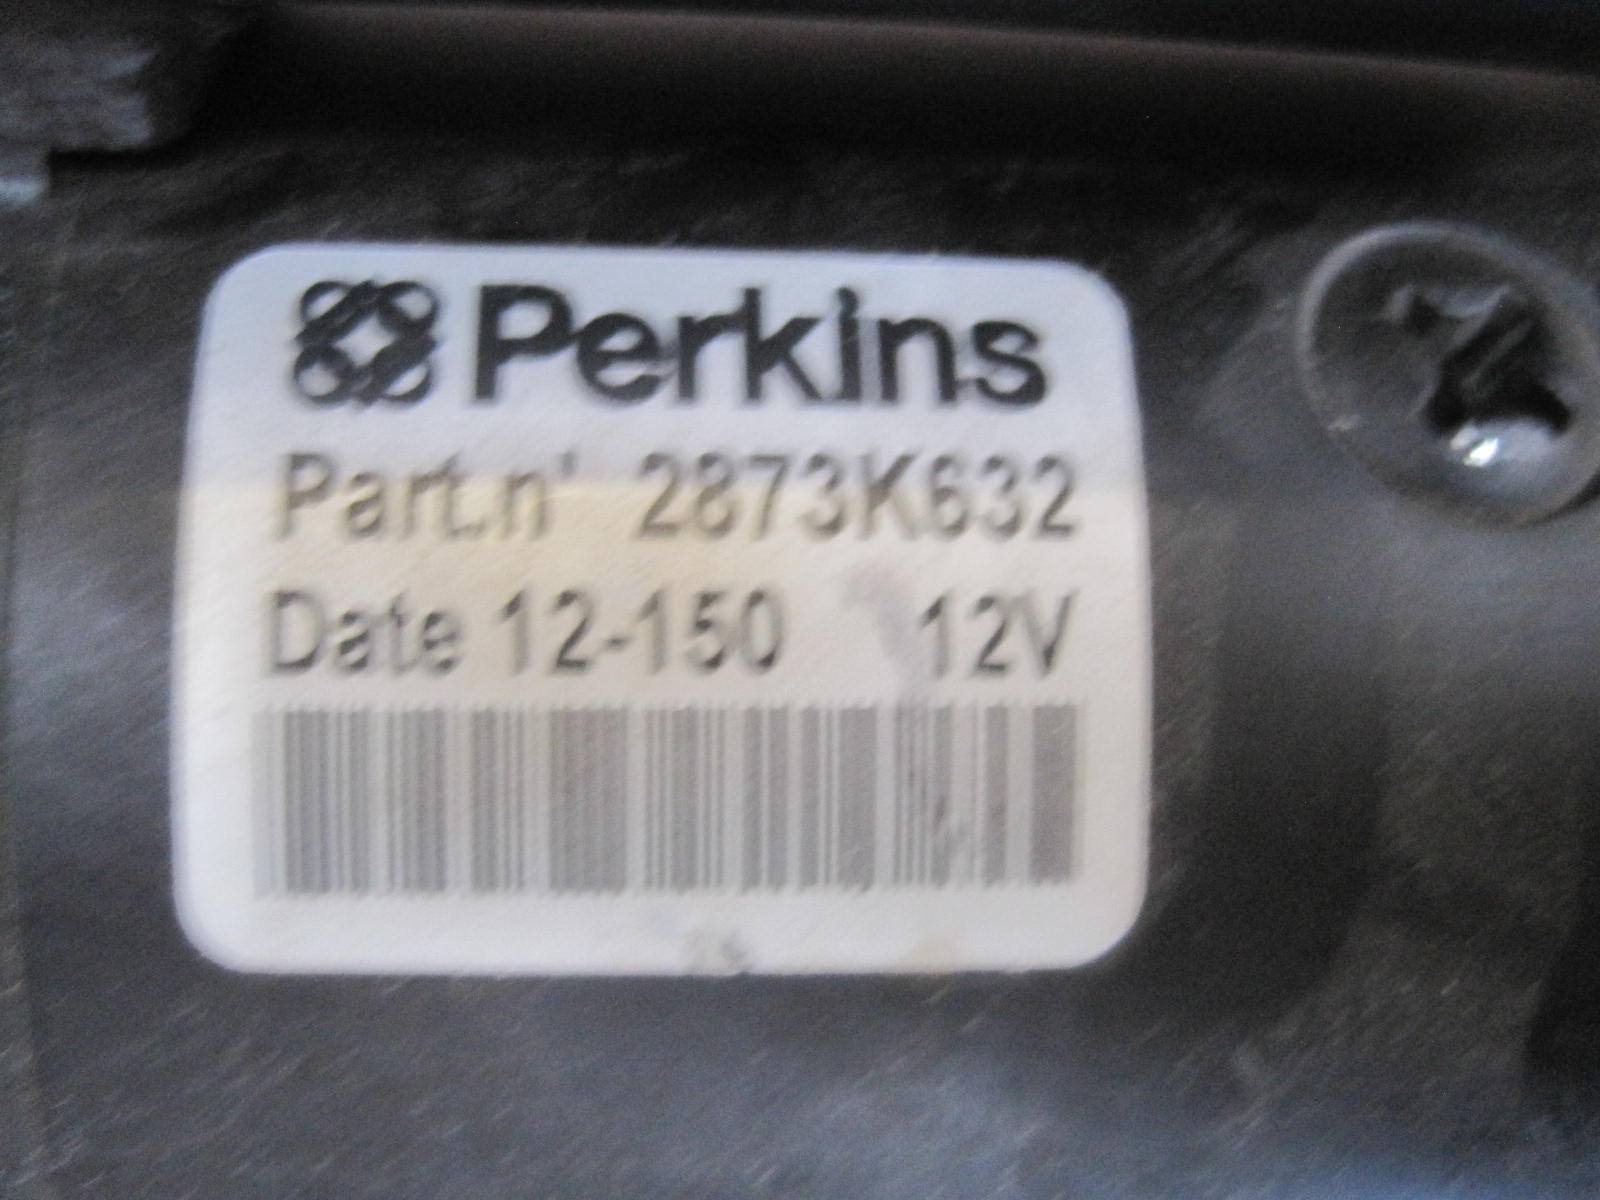 Perkins
Part.n' 2873K632
Date 12-150 12V